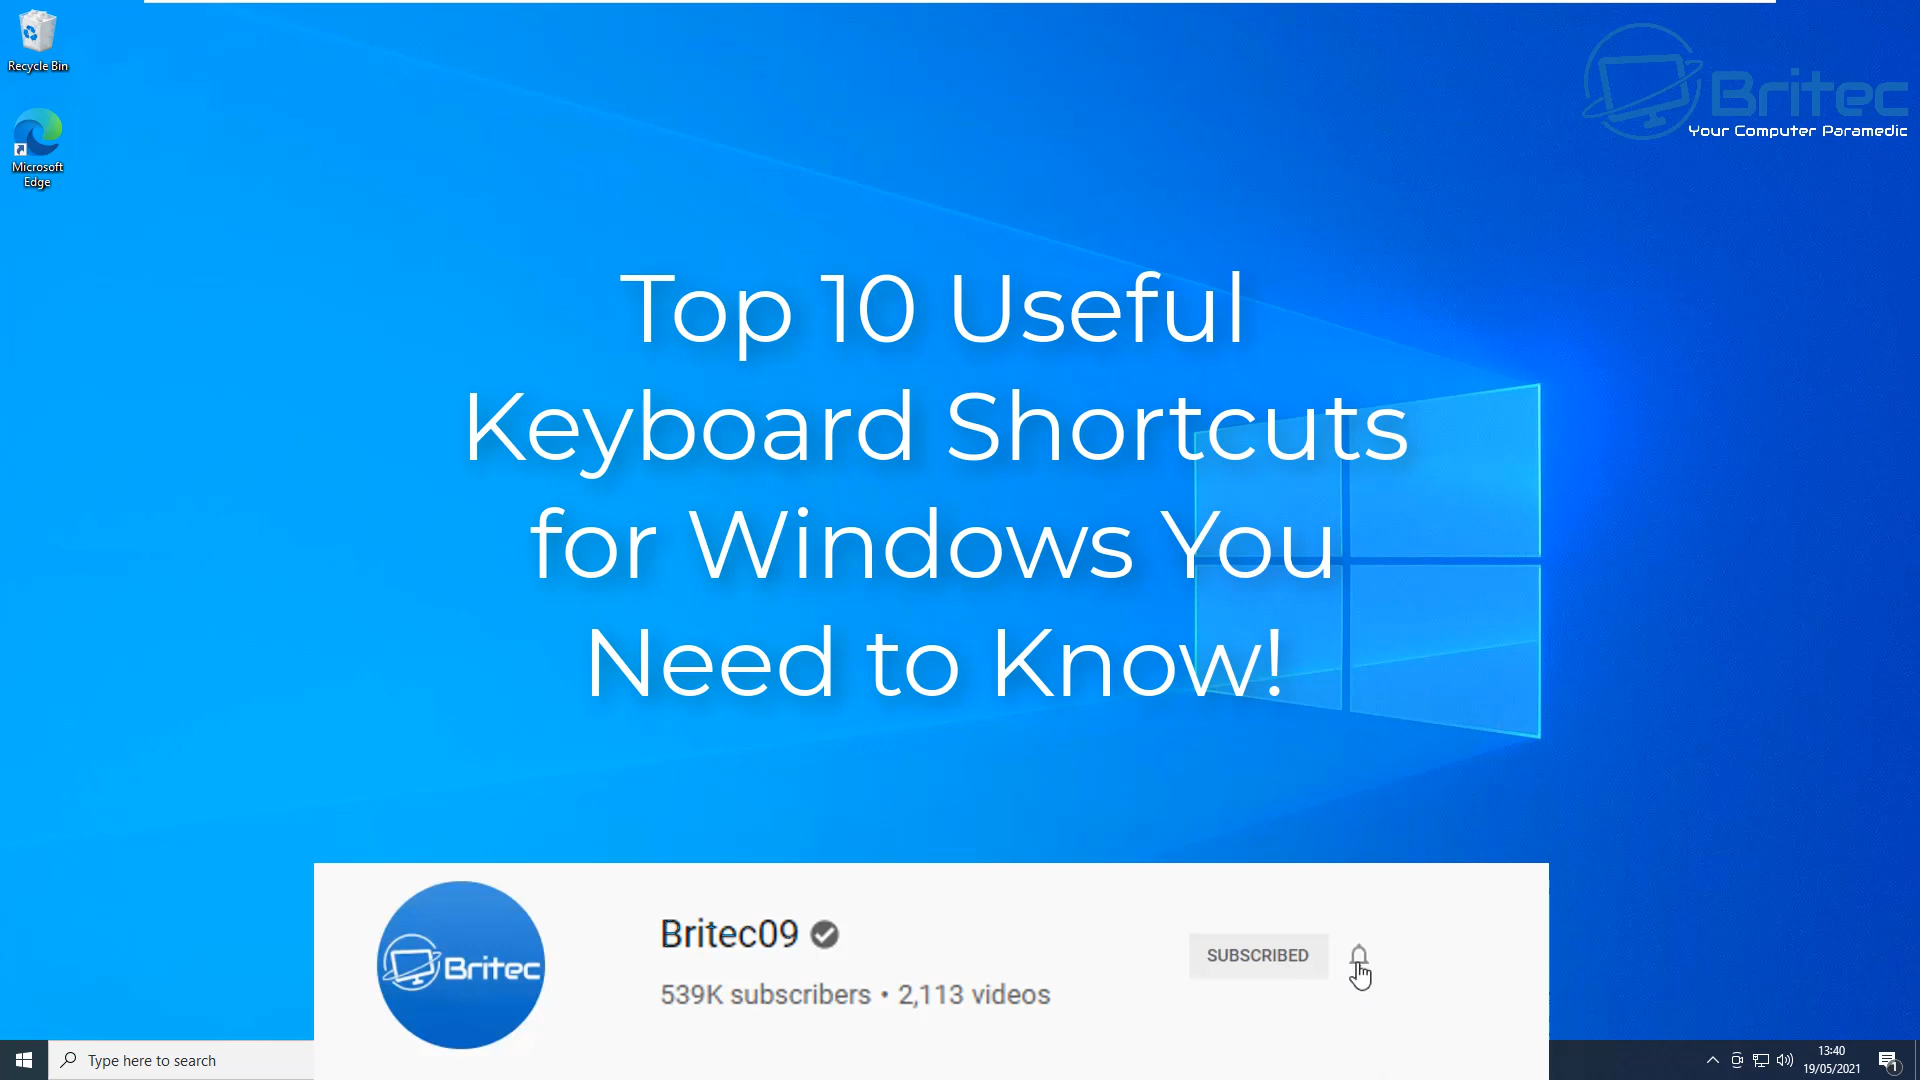 Recycle Bin
Microsoft
Edge
Britec
Your Computer Paramedic
Top 10 Useful
Keyboard Shortcuts
for Windows You
Need to Know!
Britec
Britec09
539K subscribers • 2,113 videos
SUBSCRIBED
Type here to search
13:40
19/05/2021
1